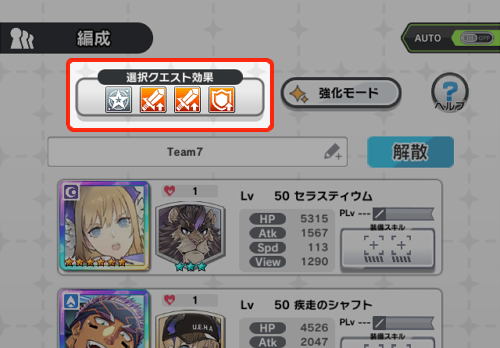 編成
AUTO
OFF
選択クエスト効果
強化モード
?
ヘルプ
Team7
解散
1
Lv 50 セラスティウム
HP 5315
Atk 1567
Spd 113
View 1290
PLv ---
装備スキル
1
Lv 50 疾走のシャフト
HP 4526
Atk 2047
PLv ---
装備スキル
U.E.H.A